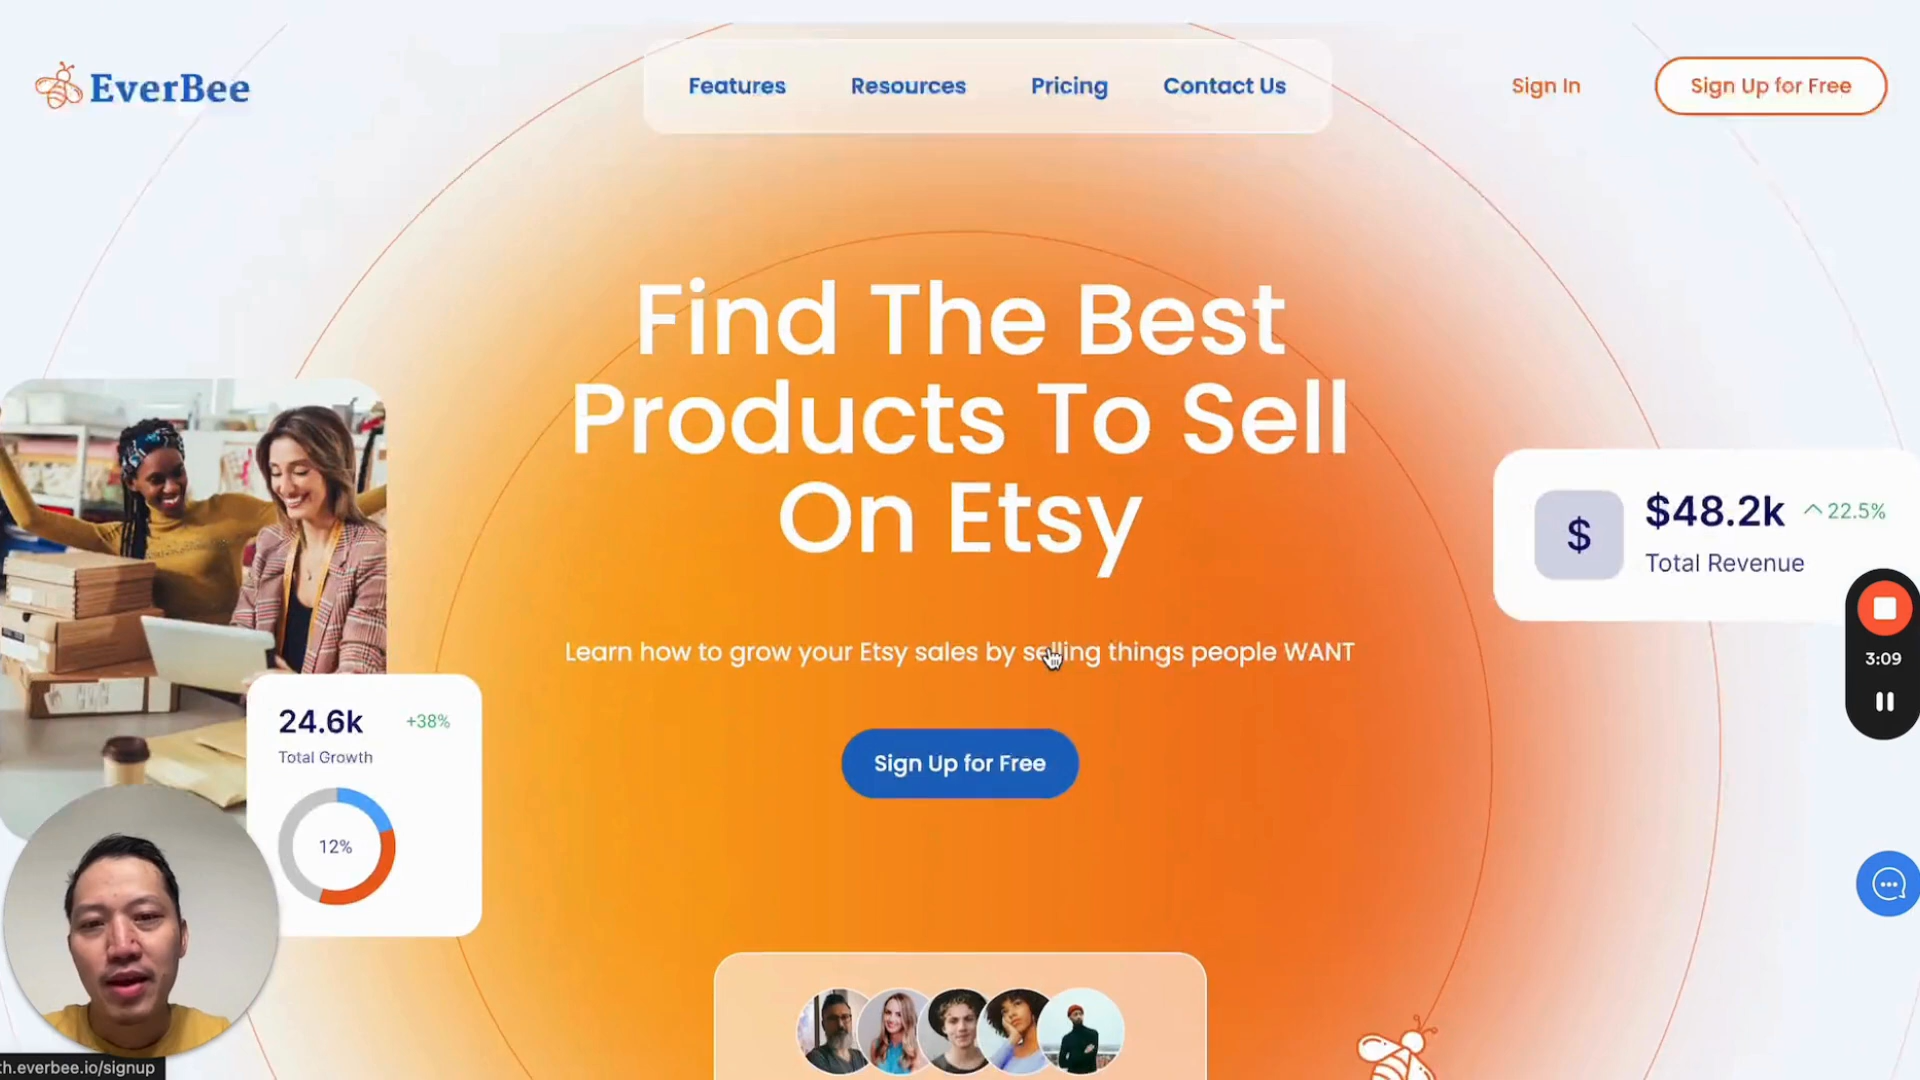 EverBee
Features
Resources
Pricing
Contact Us
Sign In
Sign Up for Free
Find The Best
Products To Sell
On Etsy
Learn how to grow your Etsy sales by selling things people WANT
Sign Up for Free
$
$48.2k
22.5%
Total Revenue
3:09
24.6k
+38%
Total Growth
12%
th.everbee.io/signup